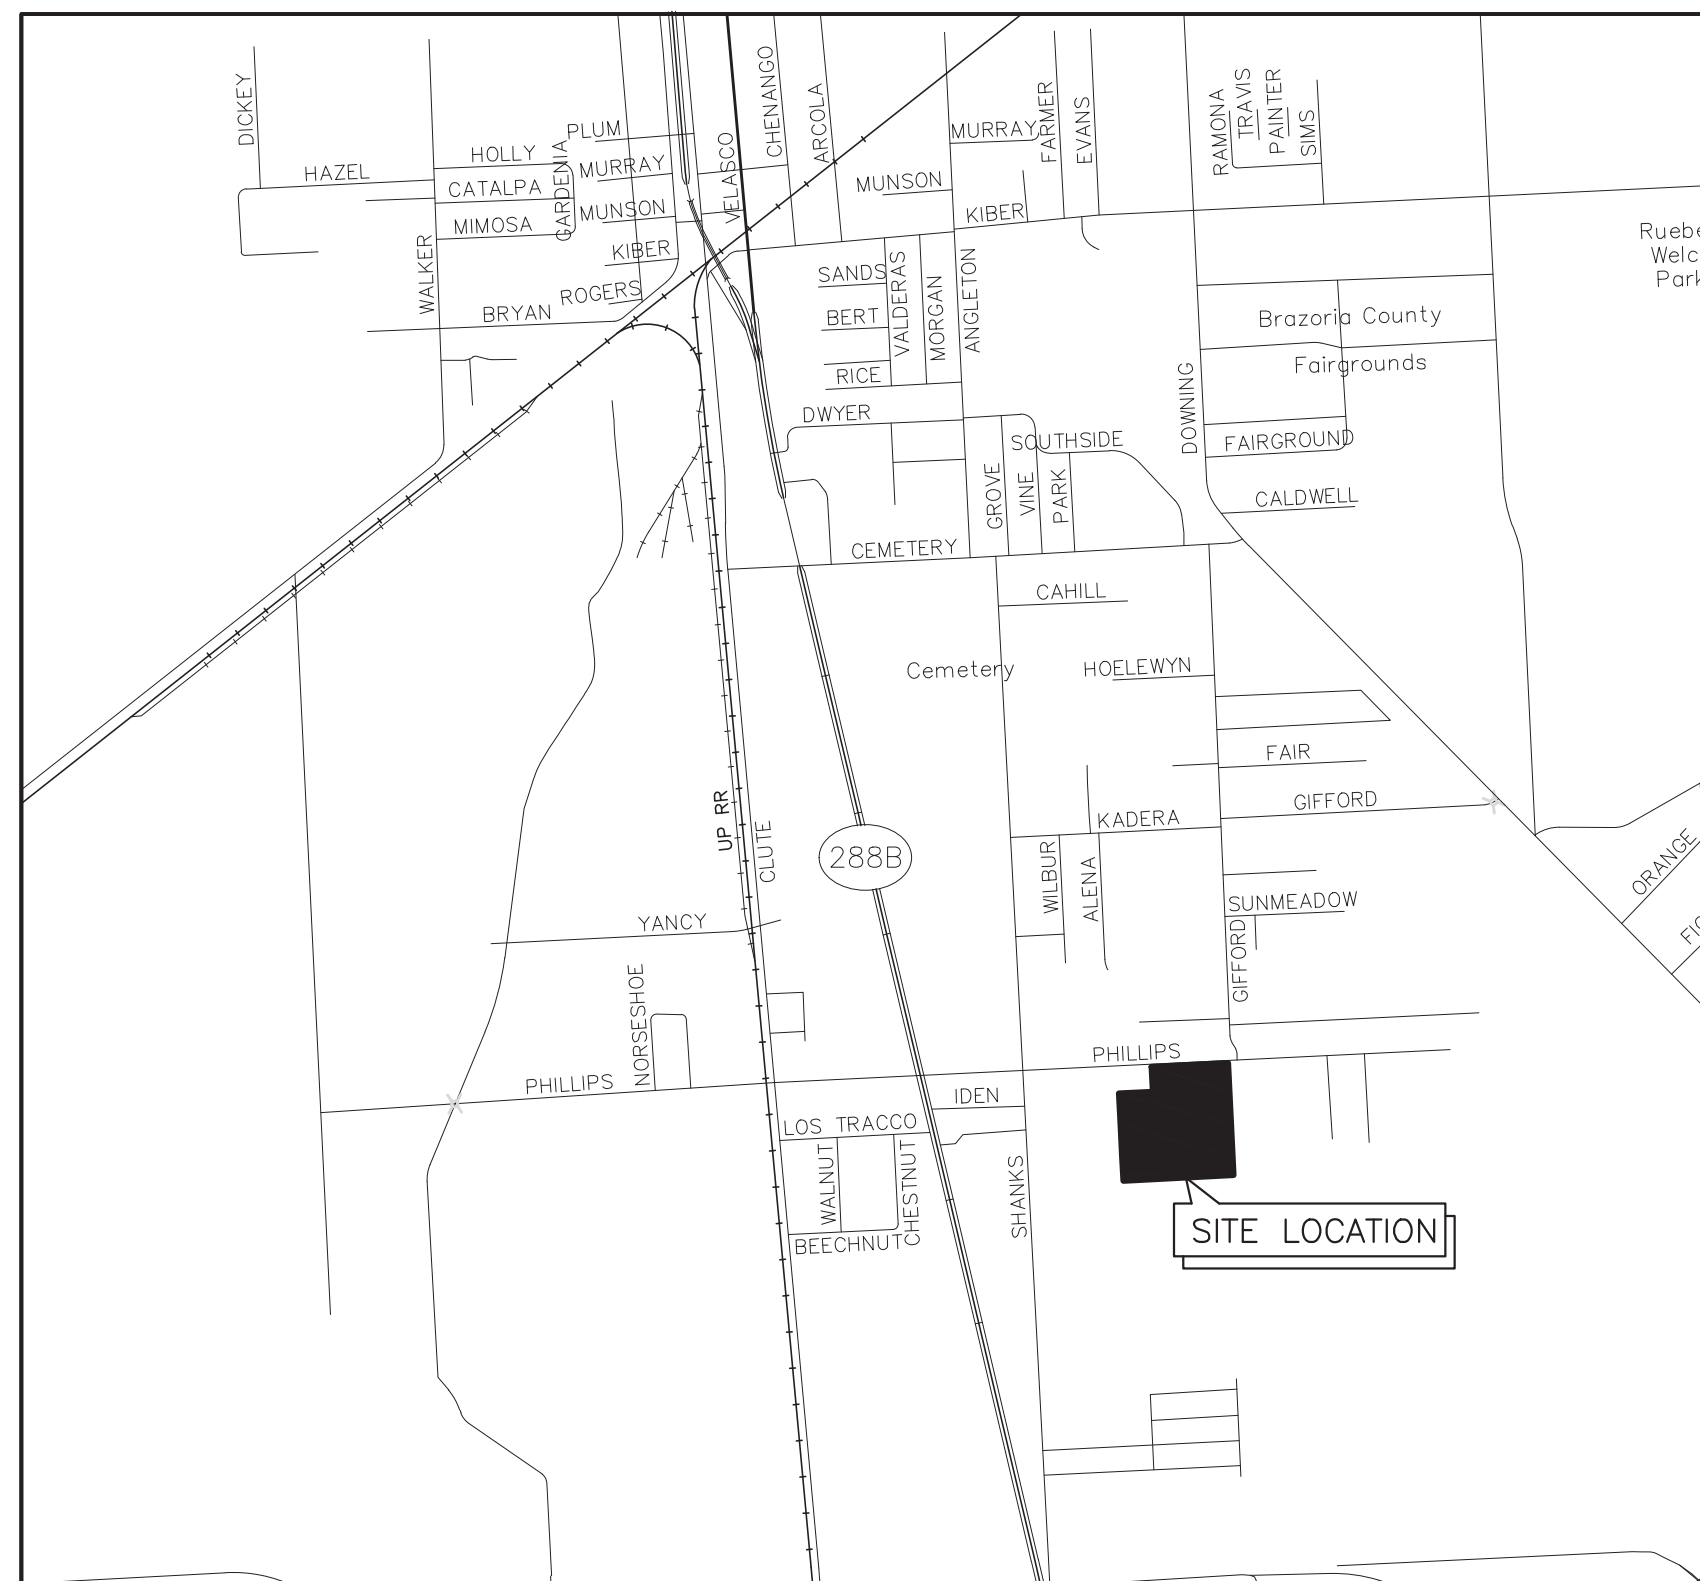 DICKEY
HAZEL
HOLLY
CATALPA
MIMOSA
GARDENIA
WALKER
BRYAN
PLUM
MURRAY
MUNSON
KIBER
ROGERS
VELASCO
CHENANGO
ARCOLA
MURRAY
MUNSON
KIBER
FARMER
EVANS
RAMONA
TRAVIS
PAINTER
SIMS
SANDS
BERT
RICE
VALDERAS
MORGAN
ANGLETON
DWYER
SOUTHSIDE
GROVE
VINE
PARK
DOWNING
Brazoria County
Fairgrounds
FAIRGROUND
CALDWELL
CEMETERY
CAHILL
Cemetery
HOELEWYN
FAIR
GIFFORD
KADERA
WILBUR
ALENA
SUNMEADOW
GIFFORD
ORANGE
UP RR
CLUTE
288B
YANCY
NORSESHOE
PHILLIPS
PHILLIPS
IDEN
LOS TRACCO
WALNUT
CHESTNUT
BEECHNUT
SHANKS
SITE LOCATION